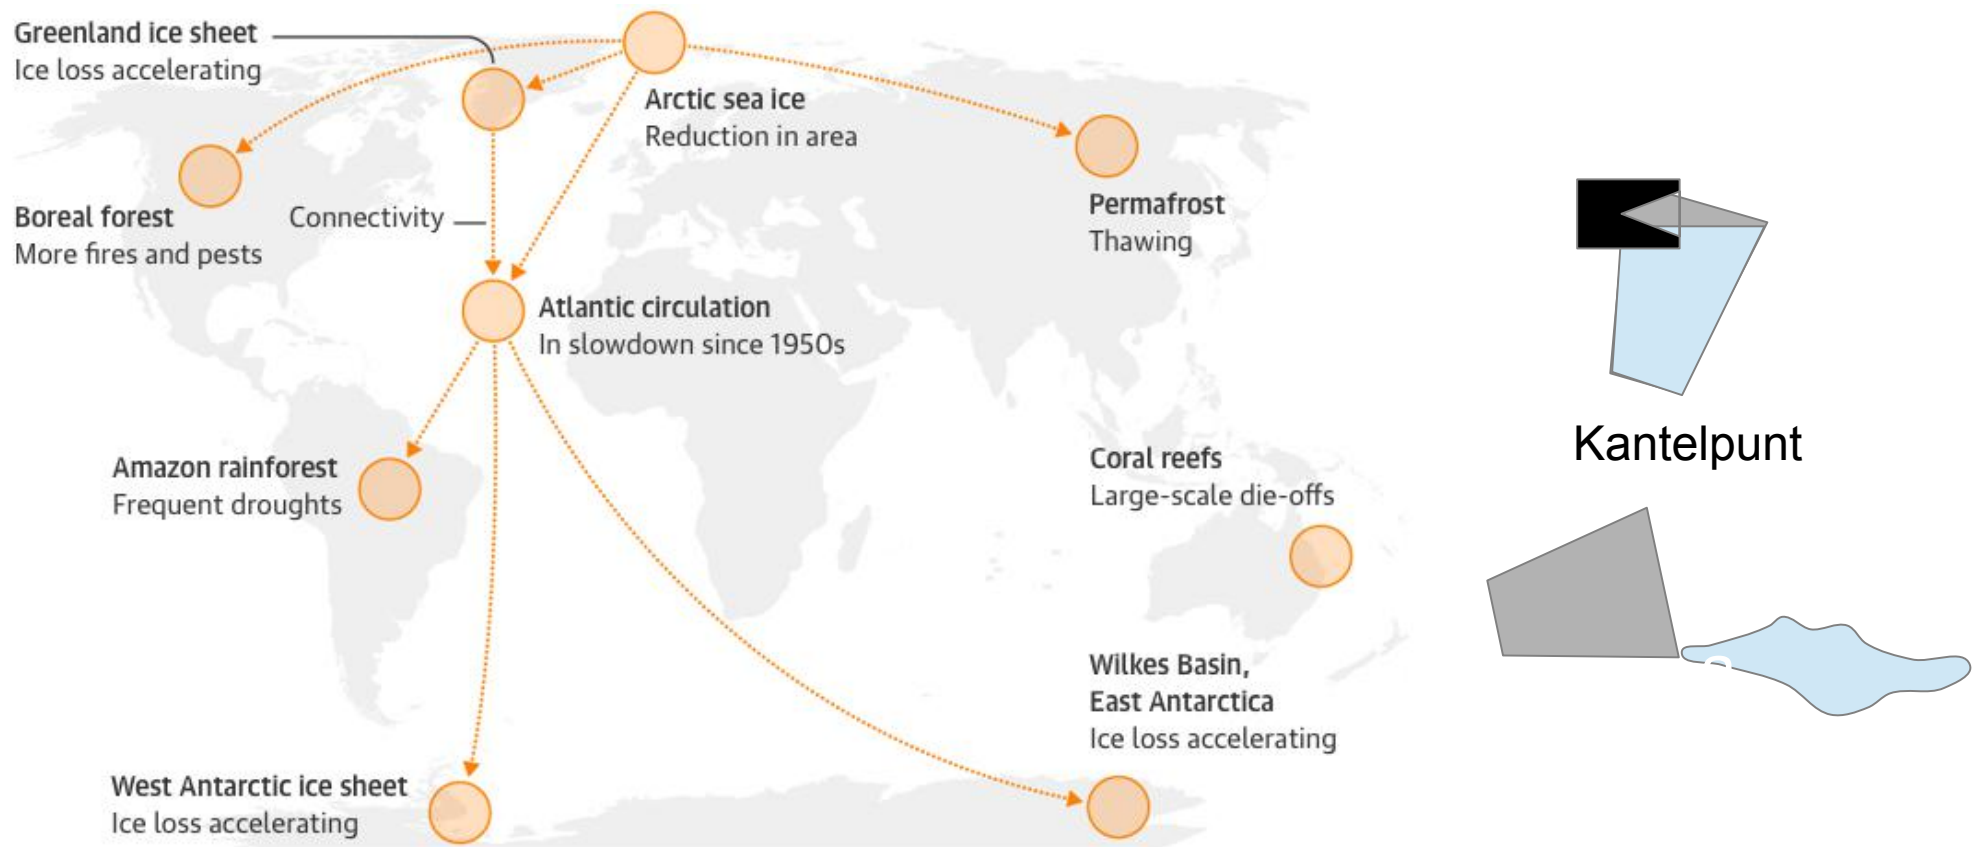 Greenland ice sheet
Ice loss accelerating
Arctic sea ice
Reduction in area
Boreal forest
More fires and pests
Connectivity
Permafrost
Thawing
Atlantic circulation
In slowdown since 1950s
Kantelpunt
Amazon rainforest
Frequent droughts
Coral reefs
Large-scale die-offs
Wilkes Basin,
East Antarctica
Ice loss accelerating
West Antarctic ice sheet
Ice loss accelerating